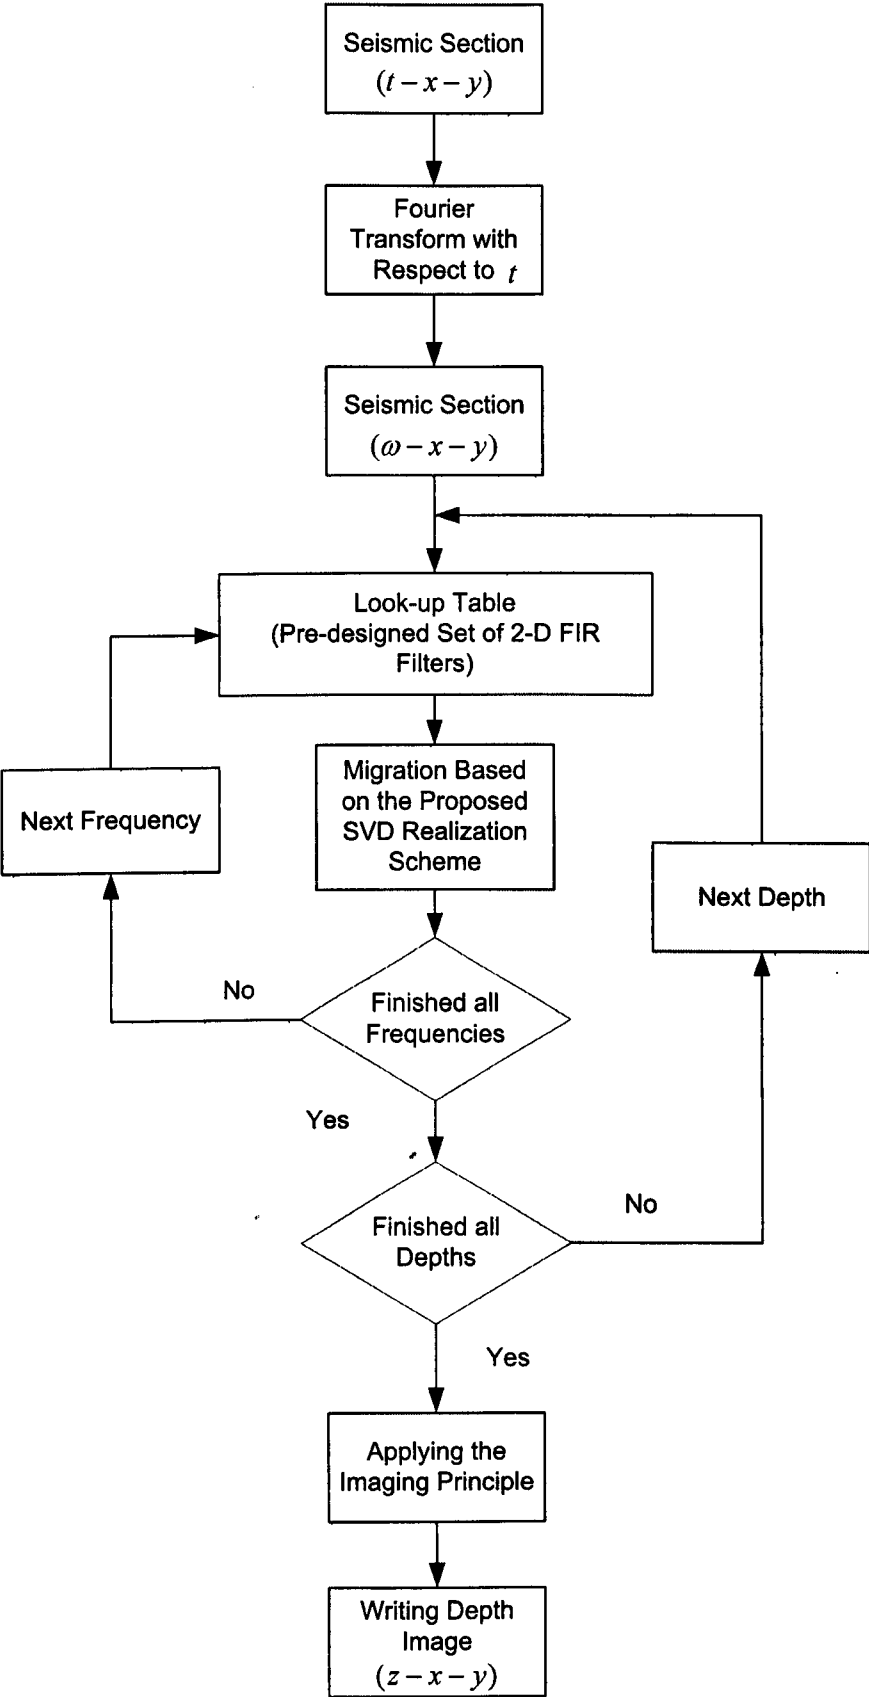 Seismic Section
(t − x − y)
Fourier
Transform with
Respect to t
Seismic Section
(ω − x − y)
Look-up Table
(Pre-designed Set of 2-D FIR
Filters)
Migration Based
on the Proposed
SVD Realization
Scheme
Next Frequency
Next Depth
No
Finished all
Frequencies
Yes
No
Finished all
Depths
Yes
Applying the
Imaging Principle
Writing Depth
Image
(z − x − y)